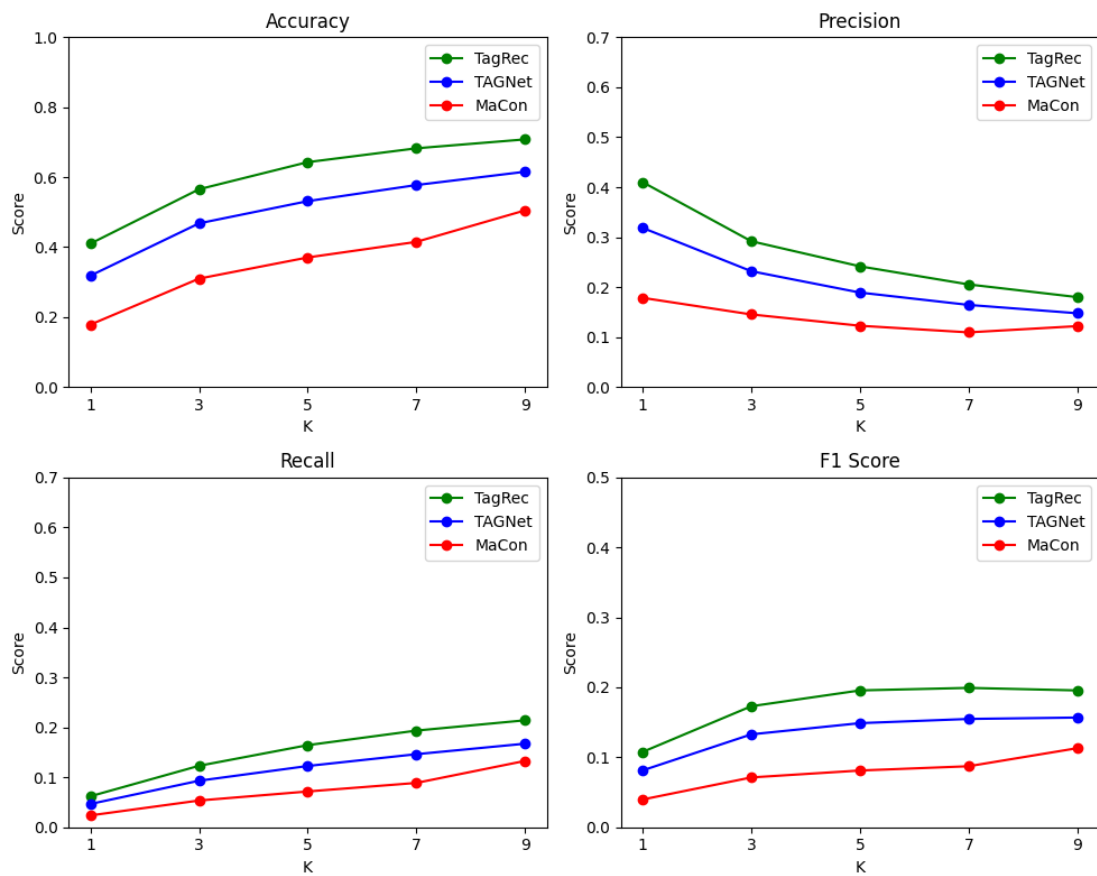 Accuracy
1.0
0.8
0.6
0.4
0.2
0.0
Score
1 3 5 7 9
K
TagRec
TAGNet
MaCon
Precision
0.7
0.6
0.5
0.4
0.3
0.2
0.1
0.0
Score
1 3 5 7 9
K
TagRec
TAGNet
MaCon
Recall
0.7
0.6
0.5
0.4
0.3
0.2
0.1
0.0
Score
1 3 5 7 9
K
TagRec
TAGNet
MaCon
F1 Score
0.5
0.4
0.3
0.2
0.1
0.0
Score
1 3 5 7 9
K
TagRec
TAGNet
MaCon